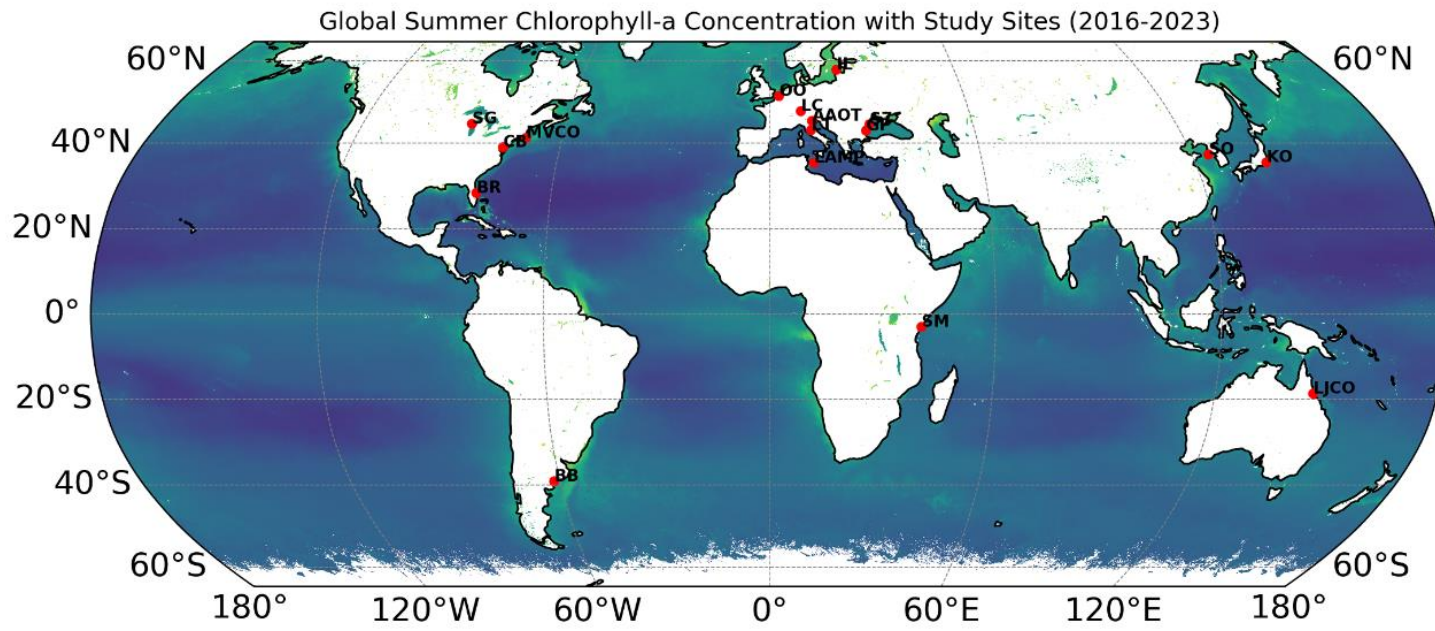 Global Summer Chlorophyll-a Concentration with Study Sites (2016-2023)
60°N
60°N
OO
LC
AAOT
SG
MVCO
CB
40°N
40°N
SO
KO
BR
20°N
20°N
0°
0°
SM
20°S
20°S
LJCO
40°S
40°S
BB
60°S
60°S
180°
120°W
60°W
0°
60°E
120°E
180°